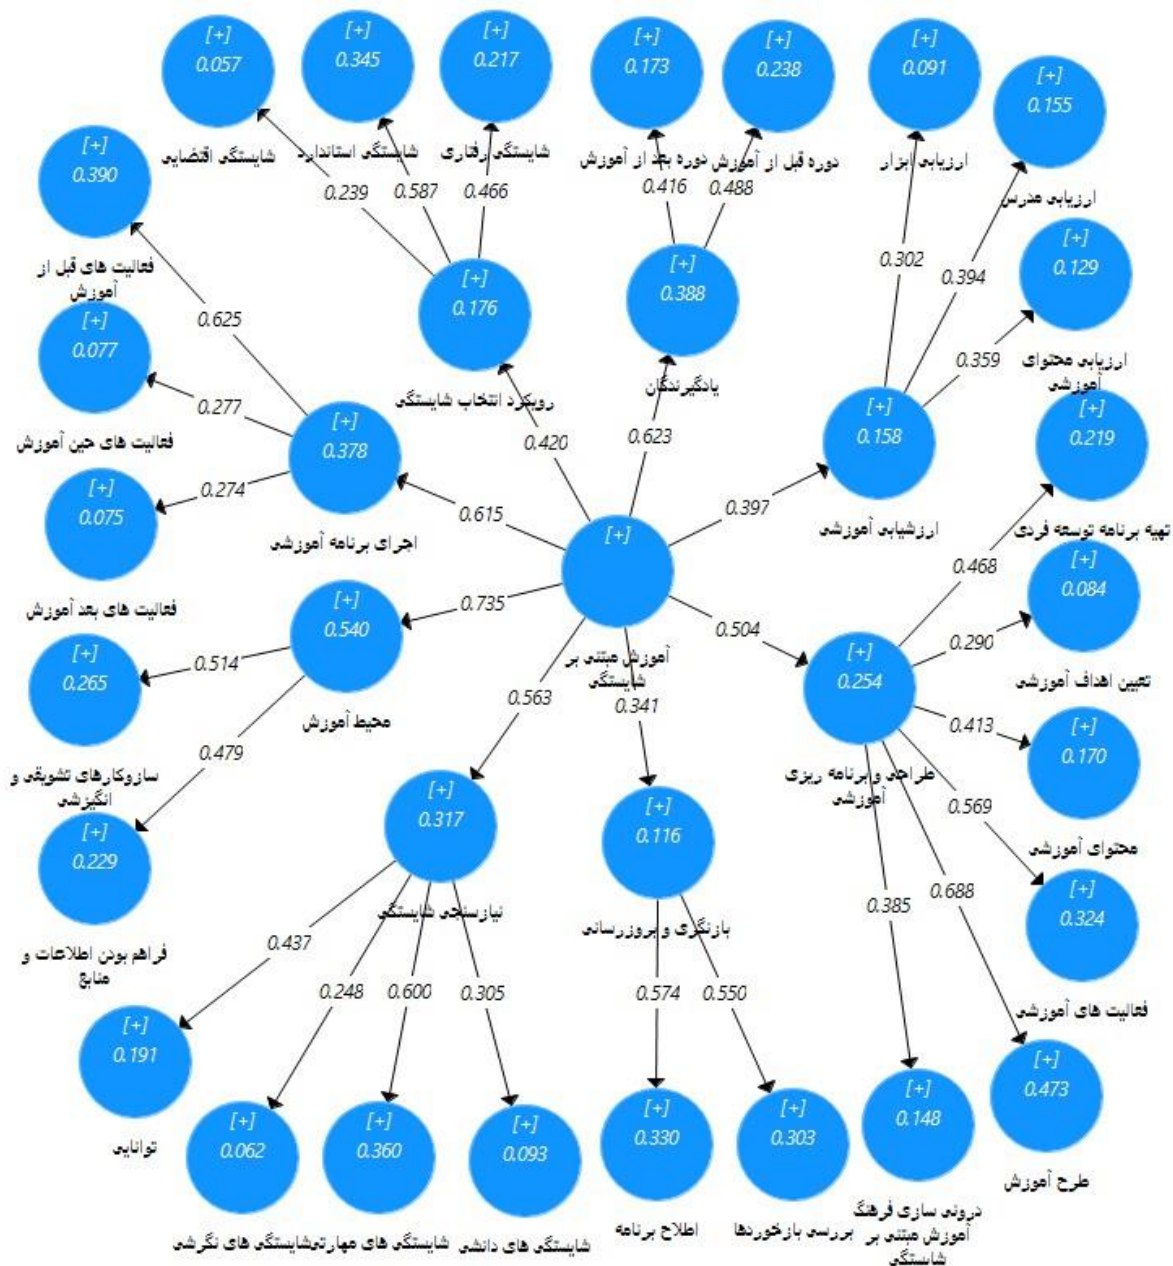 [+]
0.057
[+]
0.345
[+]
0.217
[+]
0.173
[+]
0.238
[+]
0.091
[+]
0.155
شایستگی اقتضایی
شایستگی استاندارد
شایستگی رفتاری
دوره بعد از آموزش
دوره قبل از آموزش
ارزیابی ابزار
ارزیابی مدرس
[+]
0.390
فعالیت های قبل از
آموزش
0.239
0.587
0.466
0.416
0.488
0.302
0.394
0.359
[+]
0.129
ارزیابی محتوای
آموزشی
[+]
0.176
رویکرد انتخاب شایستگی
[+]
0.388
یادگیرندگان
0.625
[+]
0.077
فعالیت های حین آموزش
0.277
[+]
0.378
اجرای برنامه آموزشی
0.420
0.623
[+]
0.158
ارزشیابی آموزشی
[+]
0.219
تهیه برنامه توسعه فردی
[+]
0.075
فعالیت های بعد آموزش
0.274
0.615
0.397
[+]
آموزش مبتنی بر
شایستگی
0.468
[+]
0.084
تعیین اهداف آموزشی
0.735
0.504
0.290
[+]
0.540
محیط آموزش
[+]
0.265
سازوکارهای تشویقی و
انگیزشی
0.514
0.563
0.341
[+]
0.254
طراحی و برنامه ریزی
آموزشی
0.413
[+]
0.170
محتوای آموزشی
0.479
[+]
0.229
فراهم بودن اطلاعات و
منابع
[+]
0.317
نیازسنجی شایستگی
[+]
0.116
بازنگری و بروزرسانی
0.569
0.385
0.688
[+]
0.324
فعالیت های آموزشی
0.437
0.248
0.600
0.305
0.574
0.550
[+]
0.191
توانایی
[+]
0.062
شایستگی های نگرشی
[+]
0.360
شایستگی های مهارتی
[+]
0.093
شایستگی های دانشی
[+]
0.330
اطلاح برنامه
[+]
0.303
بررسی بازخوردها
[+]
0.148
درونی سازی فرهنگ
آموزش مبتنی بر
شایستگی
[+]
0.473
طرح آموزش